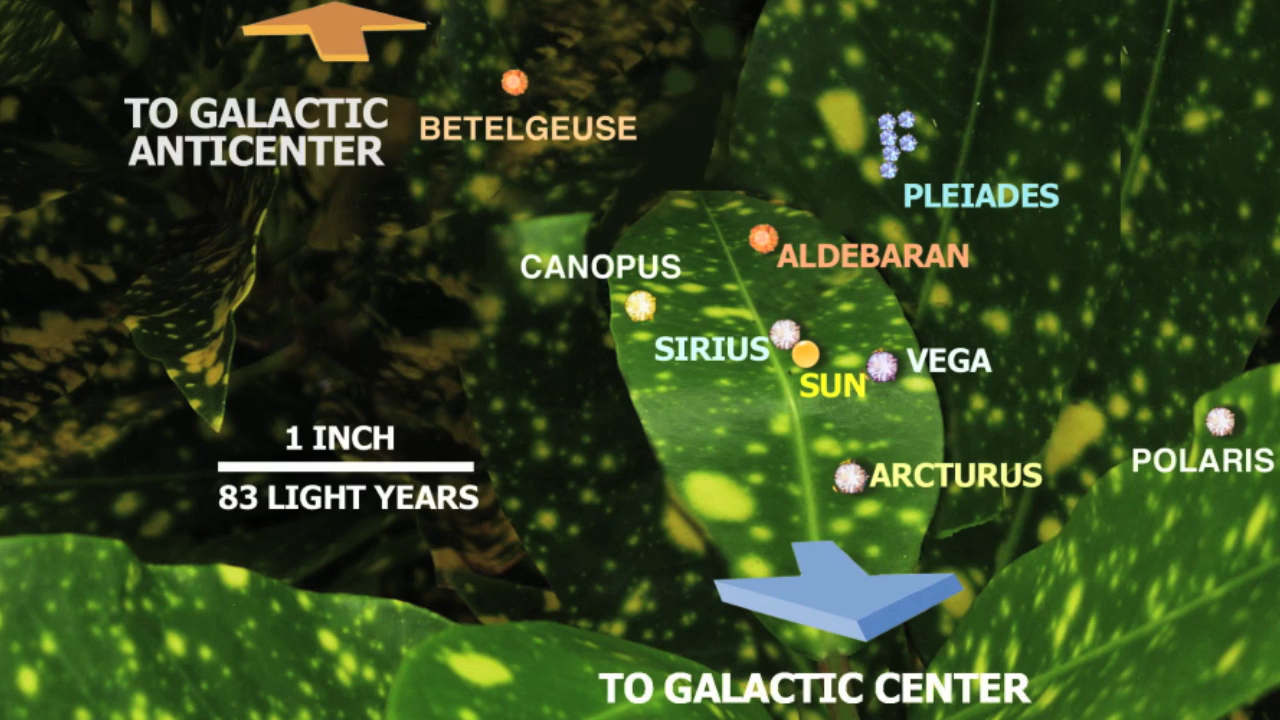 TO GALACTIC
ANTICENTER
BETELGEUSE
PLEIADES
ALDEBARAN
CANOPUS
SIRIUS
SUN
VEGA
1 INCH
83 LIGHT YEARS
ARCTURUS
POLARIS
TO GALACTIC CENTER